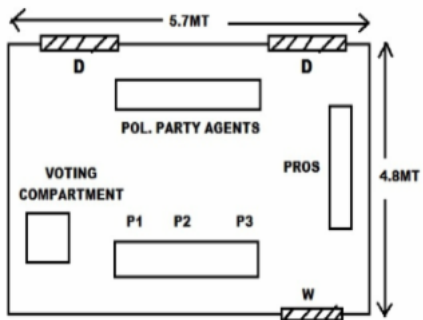 5.7MT
D D
POL. PARTY AGENTS
PROS
4.8MT
VOTING
COMPARTMENT
P1 P2 P3
W